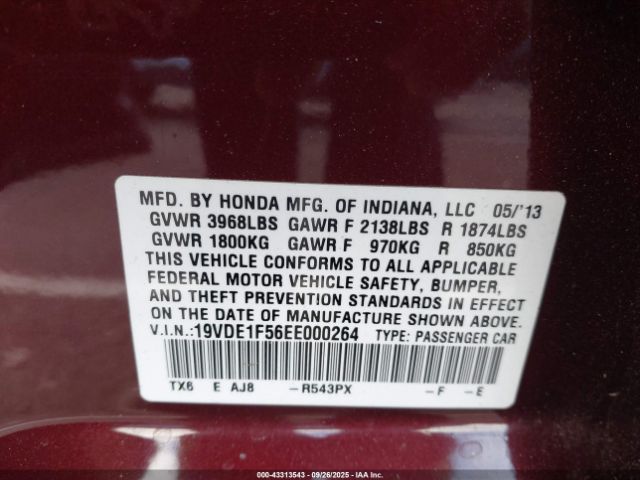 MFD. BY HONDA MFG. OF INDIANA, LLC 05/'13
GVWR 3968LBS GAWR F 2138LBS R 1874LBS
GVWR 1800KG GAWR F 970KG R 850KG
THIS VEHICLE CONFORMS TO ALL APPLICABLE
FEDERAL MOTOR VEHICLE SAFETY, BUMPER,
AND THEFT PREVENTION STANDARDS IN EFFECT
ON THE DATE OF MANUFACTURE SHOWN ABOVE.
V.I.N.:19VDE1F56EE000264 TYPE: PASSENGER CAR
TX6 E AJ8 –R543PX –F –E
000-43313543 • 09/26/2025 • IAA Inc.